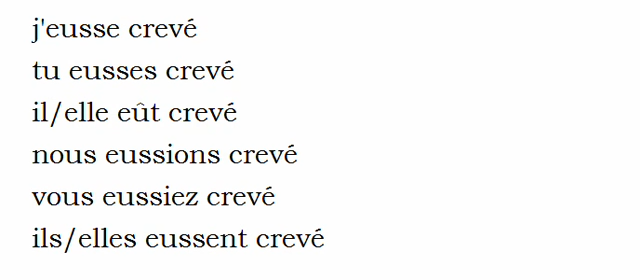 j'eusse crevé
tu eusses crevé
il/elle eût crevé
nous eussions crevé
vous eussiez crevé
ils/elles eussent crevé